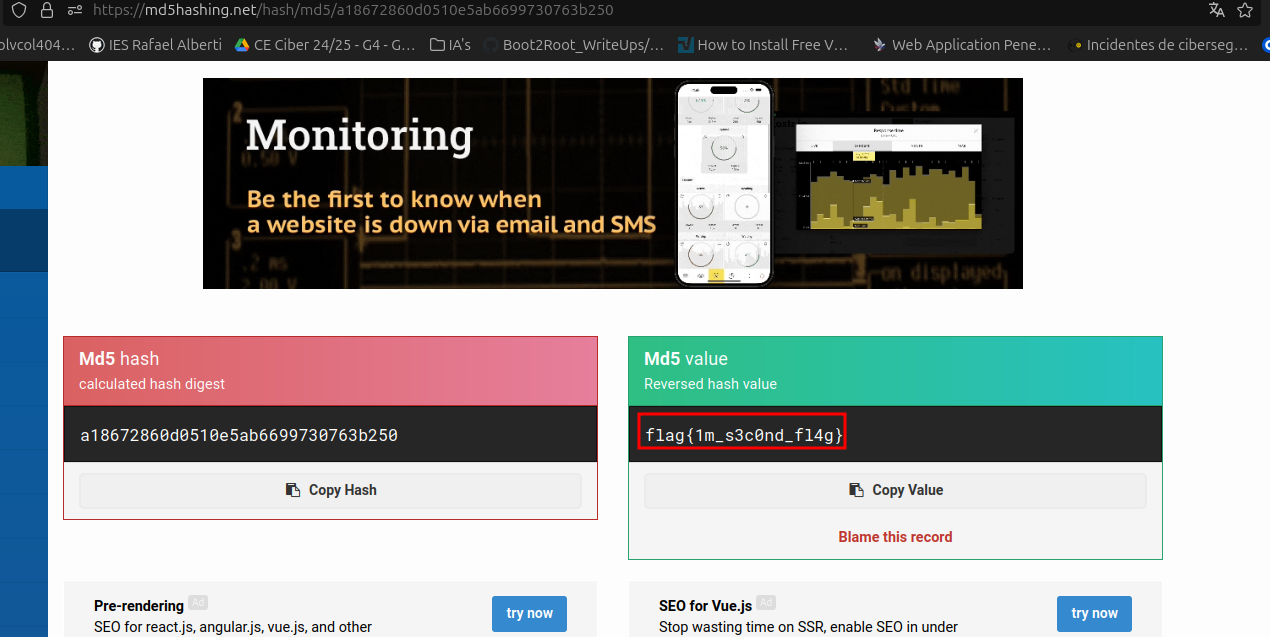 https://md5hashing.net/hash/md5/a18672860d0510e5ab6699730763b250
olvcol404… IES Rafael Alberti CE Ciber 24/25 - G4 - G… IA's Boot2Root_WriteUps/… How to Install Free V… Web Application Pene… Incidentes de ciberseg…
Monitoring
Be the first to know when
a website is down via email and SMS
Md5 hash
calculated hash digest
a18672860d0510e5ab6699730763b250
Copy Hash
Md5 value
Reversed hash value
flag{1m_s3c0nd_fl4g}
Copy Value
Blame this record
Pre-rendering Ad
SEO for react.js, angular.js, vue.js, and other
try now
SEO for Vue.js Ad
Stop wasting time on SSR, enable SEO in under
try now